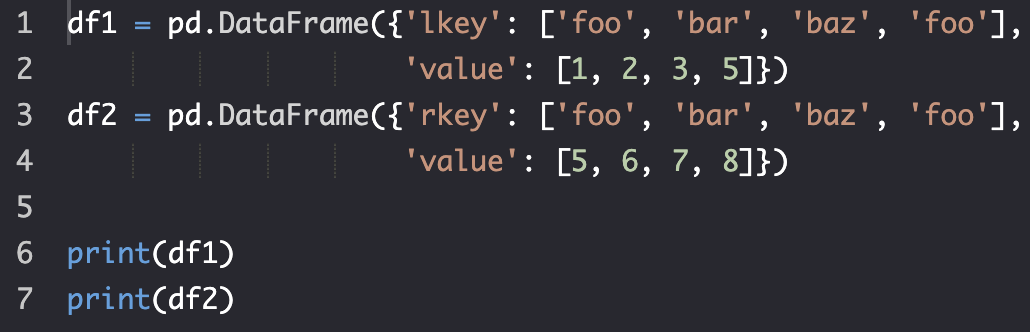 1 df1 = pd.DataFrame({'lkey': ['foo', 'bar', 'baz', 'foo'],
2                     'value': [1, 2, 3, 5]})
3 df2 = pd.DataFrame({'rkey': ['foo', 'bar', 'baz', 'foo'],
4                     'value': [5, 6, 7, 8]})
5
6 print(df1)
7 print(df2)